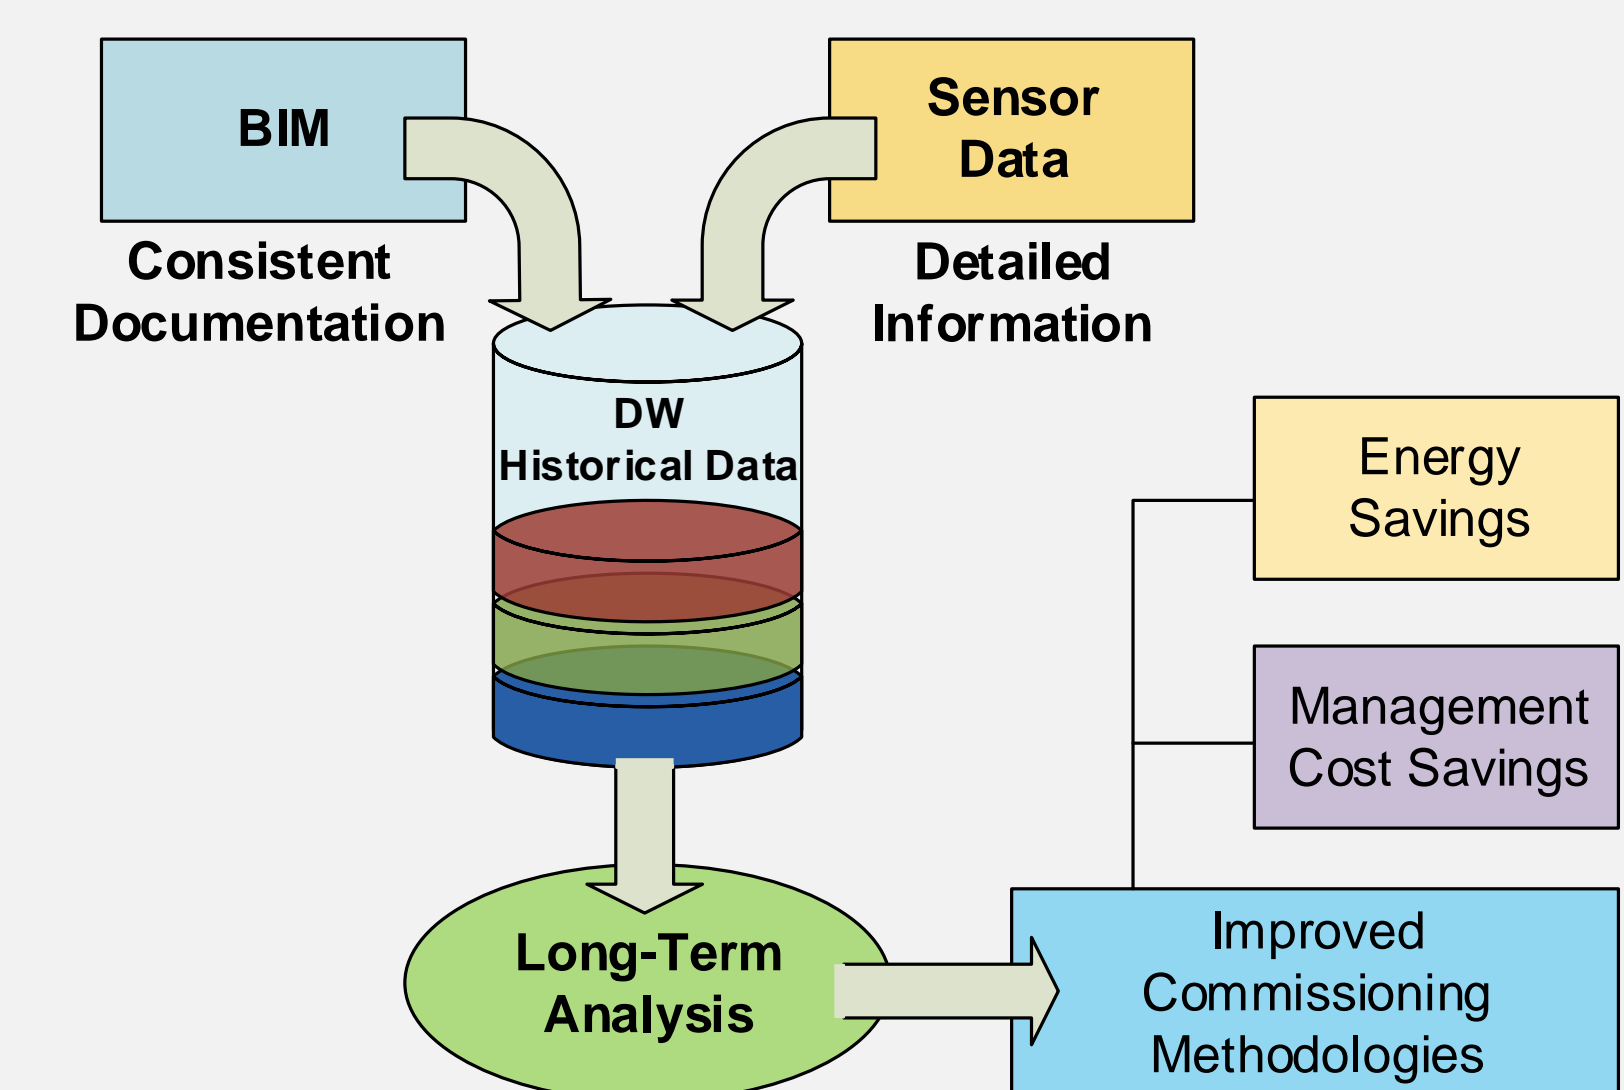 BIM
Consistent
Documentation
Sensor
Data
Detailed
Information
DW
Historical Data
Energy
Savings
Management
Cost Savings
Long-Term
Analysis
Improved
Commissioning
Methodologies